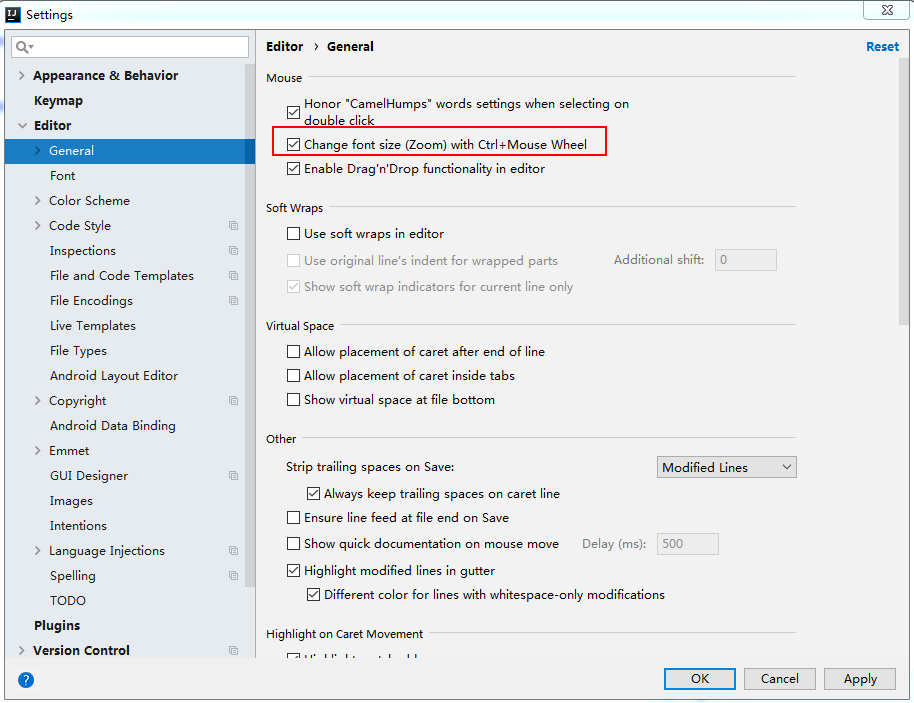 Settings
Appearance & Behavior
Keymap
Editor
General
Font
Color Scheme
Code Style
Inspections
File and Code Templates
File Encodings
Live Templates
File Types
Android Layout Editor
Copyright
Android Data Binding
Emmet
GUI Designer
Images
Intentions
Language Injections
Spelling
TODO
Plugins
Version Control
Editor › General
Reset
Mouse
Honor "CamelHumps" words settings when selecting on
double click
Change font size (Zoom) with Ctrl+Mouse Wheel
Enable Drag'n'Drop functionality in editor
Soft Wraps
Use soft wraps in editor
Use original line's indent for wrapped parts Additional shift: 0
Show soft wrap indicators for current line only
Virtual Space
Allow placement of caret after end of line
Allow placement of caret inside tabs
Show virtual space at file bottom
Other
Strip trailing spaces on Save: Modified Lines
Always keep trailing spaces on caret line
Ensure line feed at file end on Save
Show quick documentation on mouse move Delay (ms): 500
Highlight modified lines in gutter
Different color for lines with whitespace-only modifications
Highlight on Caret Movement
? OK Cancel Apply